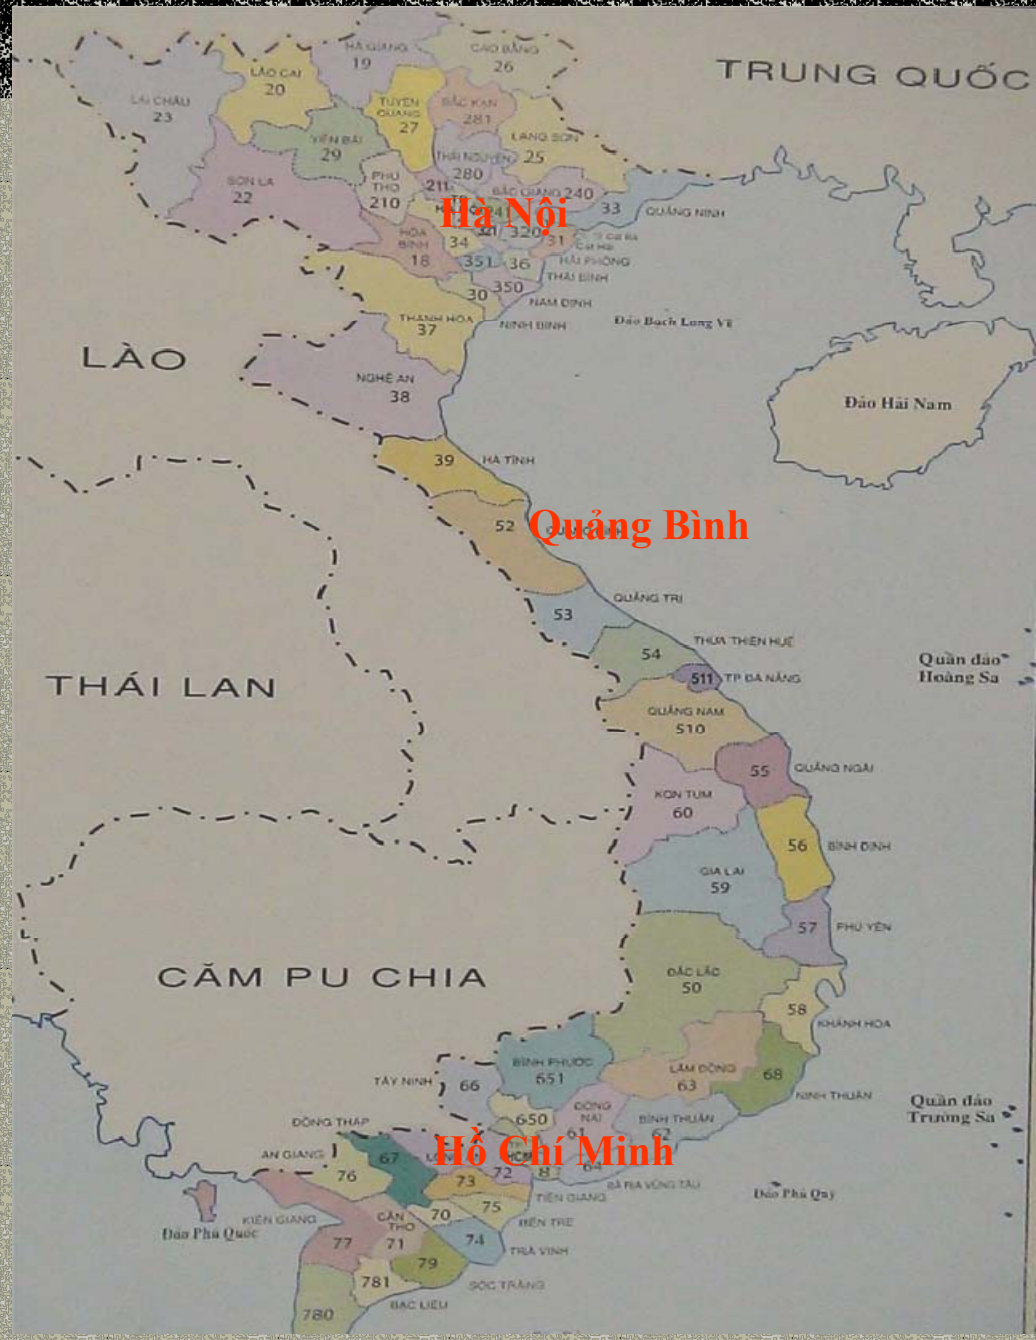 HÀ GIANG
19
CAO BẰNG
26
TRUNG QUỐC
LÀO CAI
20
LAI CHÂU
23
TUYÊN
QUANG
27
BẮC KẠN
281
YÊN BÁI
29
LẠNG SƠN
25
THÁI NGUYÊN
280
SƠN LA
22
PHÚ
THỌ
210
211
BẮC GIANG 240
33
QUẢNG NINH
Hà Nội
241
320
31
HÒA
BÌNH
18
34
351
36
HẢI PHÒNG
THÁI BÌNH
30
350
NAM ĐỊNH
NINH BÌNH
Đảo Bạch Long Vĩ
THANH HÓA
37
LÀO
NGHỆ AN
38
Đảo Hải Nam
39
HÀ TĨNH
52
Quảng Bình
53
QUẢNG TRỊ
THỪA THIÊN HUẾ
54
511
TP ĐÀ NẴNG
Quần đảo
Hoàng Sa
THÁI LAN
QUẢNG NAM
510
55
QUẢNG NGÃI
KON TUM
60
56
BÌNH ĐỊNH
GIA LAI
59
57
PHÚ YÊN
CĂM PU CHIA
ĐẮC LẮC
50
58
KHÁNH HÒA
BÌNH PHƯỚC
651
TÂY NINH
66
LÂM ĐỒNG
63
68
NINH THUẬN
Quần đảo
Trường Sa
650
ĐỒNG
NAI
61
BÌNH THUẬN
62
ĐỒNG THÁP
AN GIANG
67
Hồ Chí Minh
HCM
8
64
BÀ RỊA VŨNG TÀU
Đảo Phú Quý
76
72
73
TIỀN GIANG
KIÊN GIANG
Đảo Phú Quốc
CẦN
THƠ
71
70
75
BẾN TRE
77
74
TRÀ VINH
79
SÓC TRĂNG
781
BẠC LIÊU
780